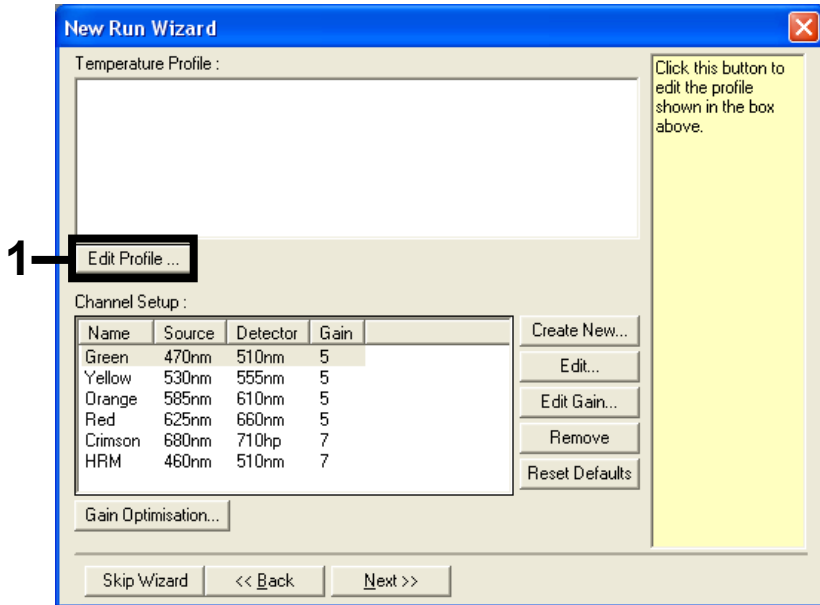 New Run Wizard
Temperature Profile :
Click this button to
edit the profile
shown in the box
above.
1
Edit Profile ...
Channel Setup :
Name Source Detector Gain
Green 470nm 510nm 5
Yellow 530nm 555nm 5
Orange 585nm 610nm 5
Red 625nm 660nm 5
Crimson 680nm 710hp 7
HRM 460nm 510nm 7
Create New...
Edit...
Edit Gain...
Remove
Reset Defaults
Gain Optimisation...
Skip Wizard << Back Next >>